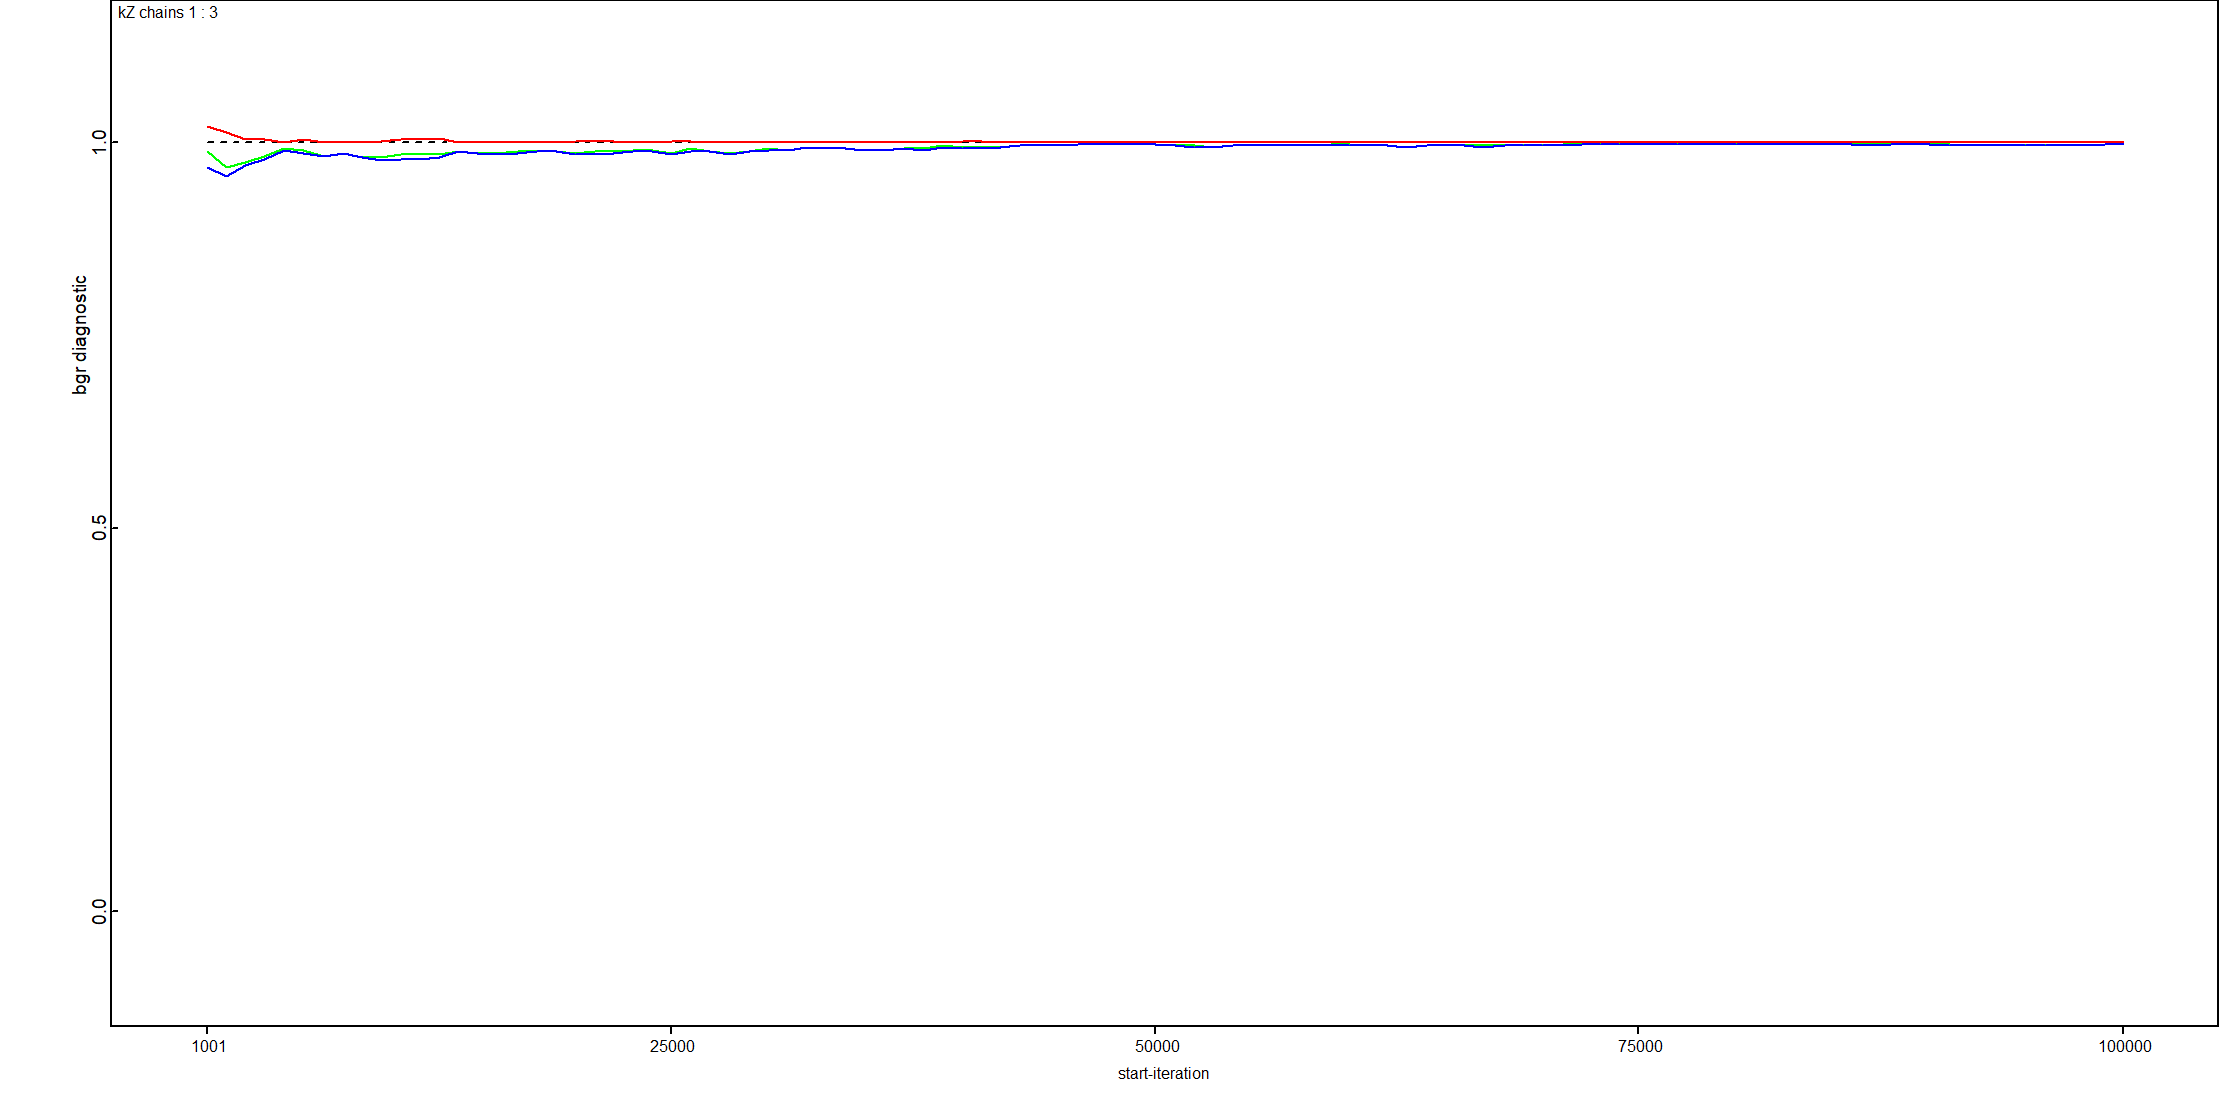 kZ chains 1 : 3
1.0
bgr diagnostic
0.5
0.0
1001 25000 50000 75000 100000
start-iteration